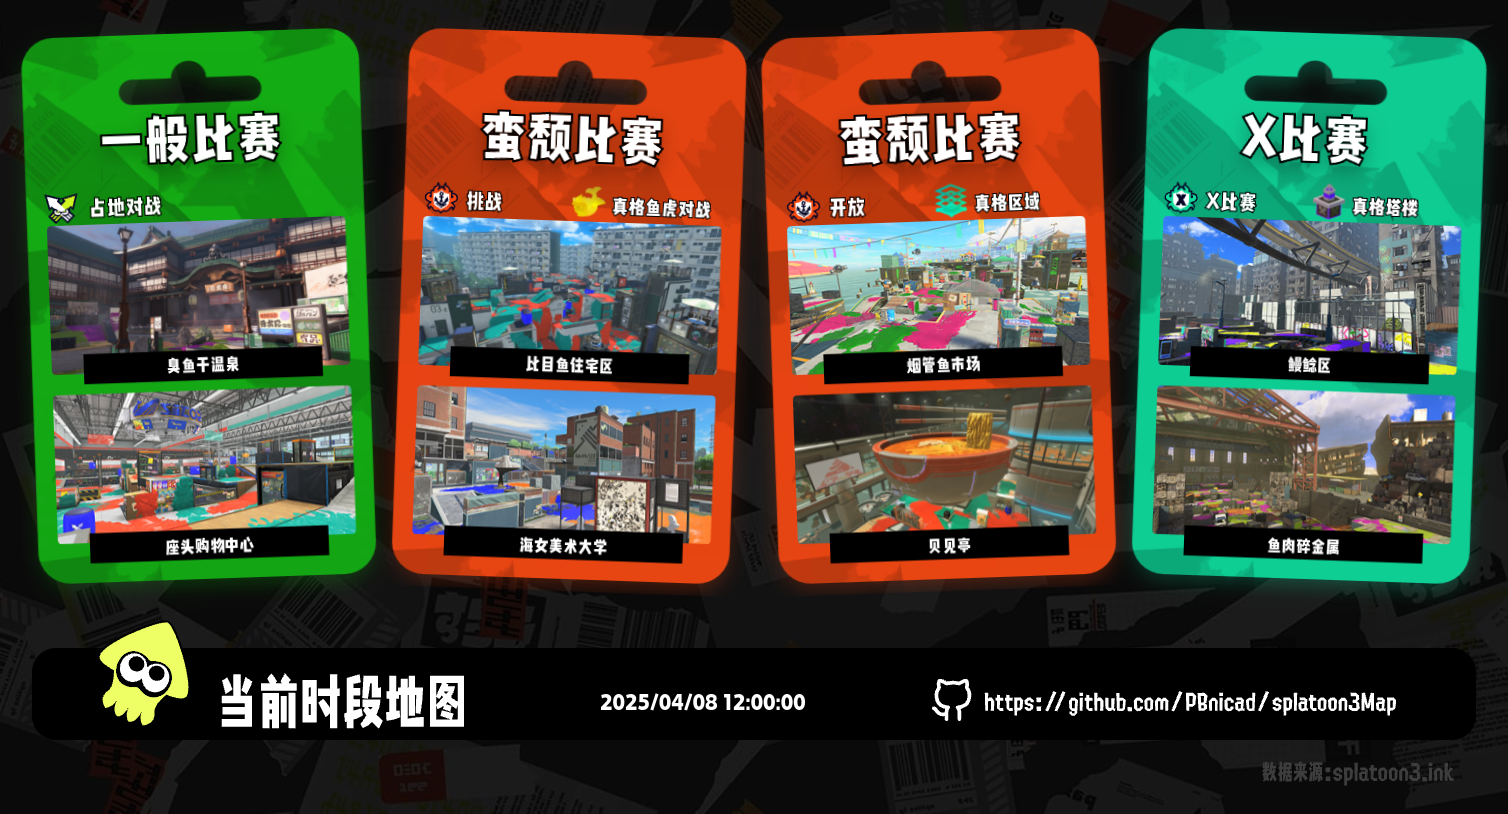 一般比赛
占地对战
臭鱼干温泉
座头购物中心
蛮颓比赛
挑战
真格鱼虎对战
比目鱼住宅区
海女美术大学
蛮颓比赛
开放
真格区域
烟管鱼市场
贝见亭
X比赛
X比赛
真格塔楼
鳗鲶区
鱼肉碎金属
当前时段地图
2025/04/08 12:00:00
https://github.com/PBnicad/splatoon3Map
数据来源:splatoon3.ink